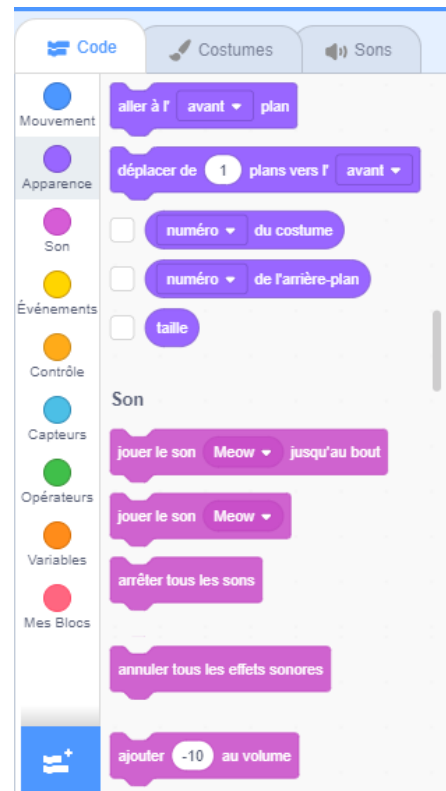 Code
Costumes
Sons
Mouvement
Apparence
Son
Événements
Contrôle
Capteurs
Opérateurs
Variables
Mes Blocs
aller à l' avant plan
déplacer de 1 plans vers l' avant
numéro du costume
numéro de l'arrière-plan
taille
Son
jouer le son Meow jusqu'au bout
jouer le son Meow
arrêter tous les sons
annuler tous les effets sonores
ajouter -10 au volume